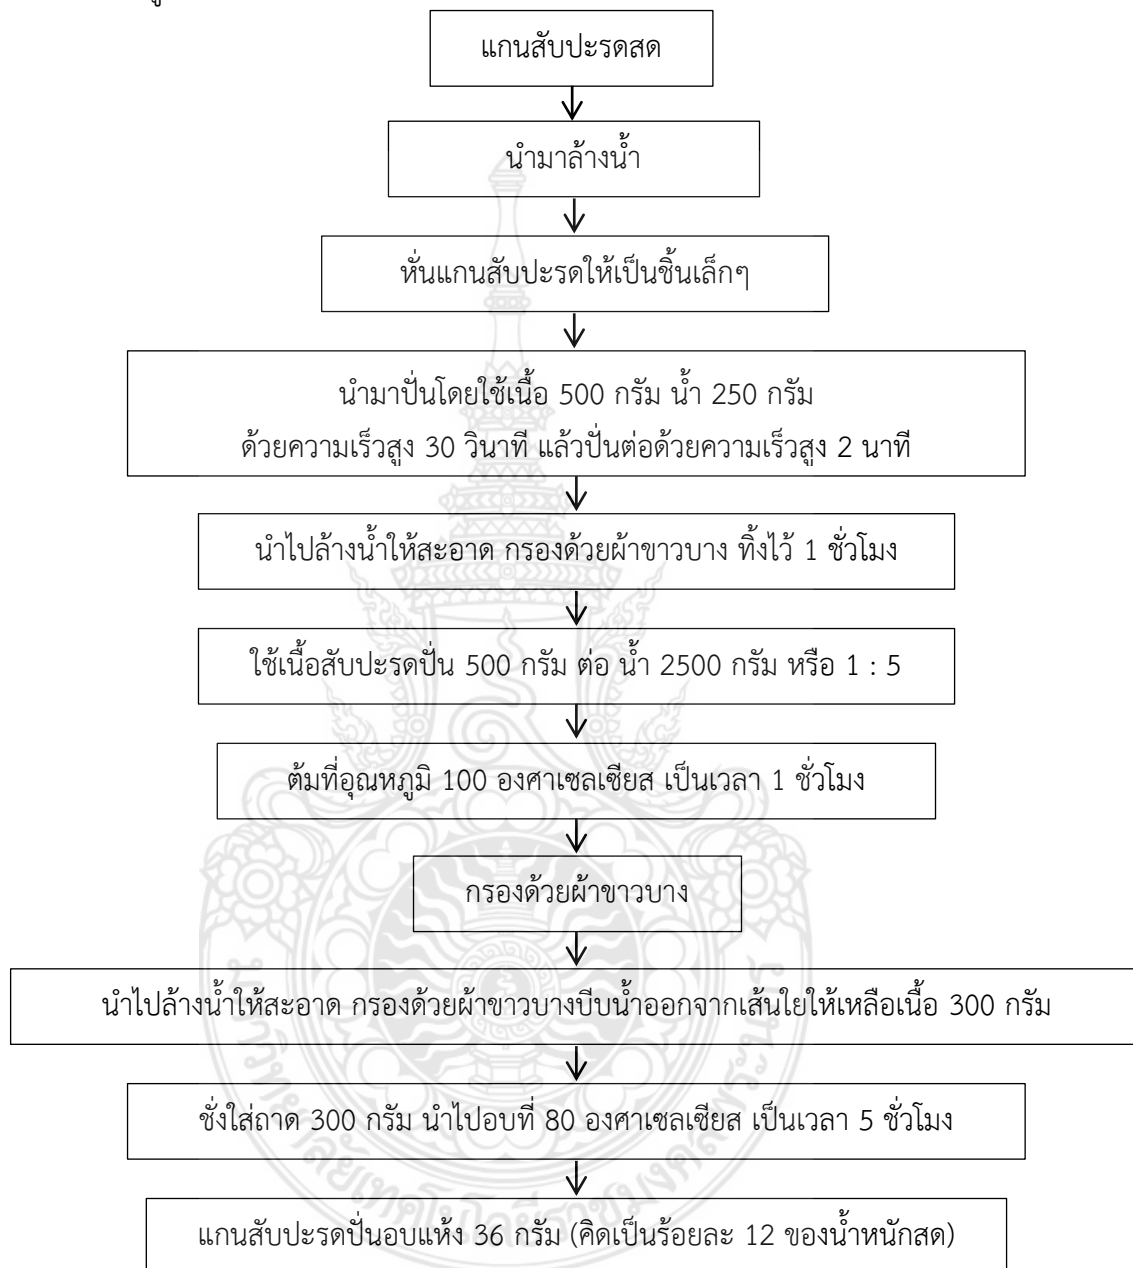 แกนสับปะรดสด
นำมาล้างน้ำ
หั่นแกนสับปะรดให้เป็นชิ้นเล็กๆ
นำมาปั่นโดยใช้เนื้อ 500 กรัม น้ำ 250 กรัม
ด้วยความเร็วสูง 30 วินาที แล้วปั่นต่อด้วยความเร็วสูง 2 นาที
นำไปล้างน้ำให้สะอาด กรองด้วยผ้าขาวบาง ทิ้งไว้ 1 ชั่วโมง
ใช้เนื้อสับปะรดปั่น 500 กรัม ต่อ น้ำ 2500 กรัม หรือ 1 : 5
ต้มที่อุณหภูมิ 100 องศาเซลเซียส เป็นเวลา 1 ชั่วโมง
กรองด้วยผ้าขาวบาง
นำไปล้างน้ำให้สะอาด กรองด้วยผ้าขาวบางบีบน้ำออกจากเส้นใยให้เหลือเนื้อ 300 กรัม
ชั่งใส่ถาด 300 กรัม นำไปอบที่ 80 องศาเซลเซียส เป็นเวลา 5 ชั่วโมง
แกนสับปะรดปั่นอบแห้ง 36 กรัม (คิดเป็นร้อยละ 12 ของน้ำหนักสด)